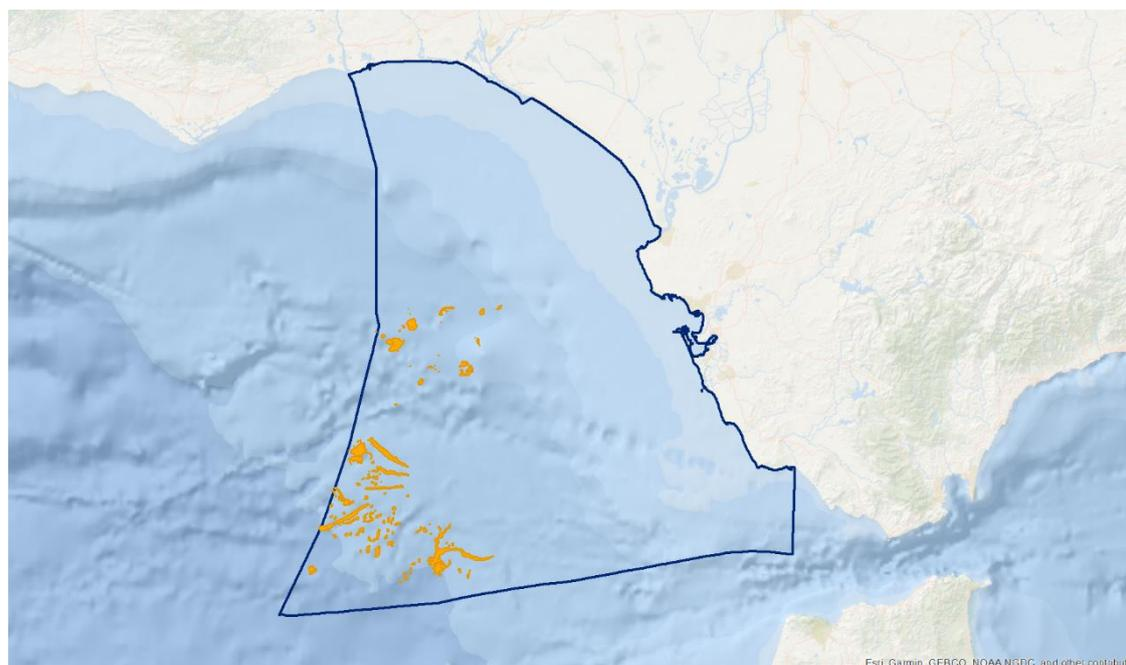 Esri, Garmin, GEBCO, NOAA NGDC, and other contribut